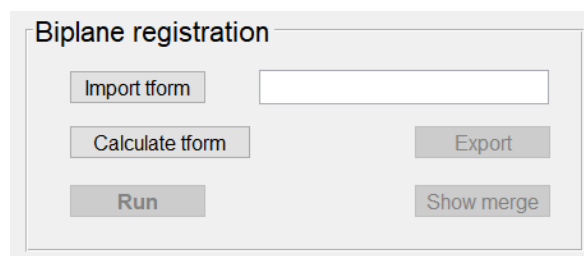 Biplane registration
Import tform
Calculate tform Export
Run Show merge